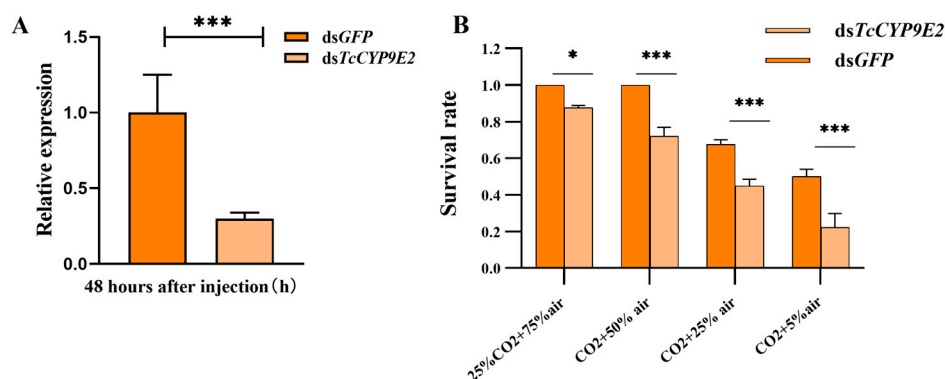 A
***
dsGFP
dsTcCYP9E2
Relative expression
1.5
1.0
0.5
0.0
48 hours after injection(h)
B
dsTcCYP9E2
dsGFP
Survival rate
1.2
1.0
0.8
0.6
0.4
0.2
0.0
*
***
***
***
25%CO2+75%air
CO2+50% air
CO2+25% air
CO2+5%air